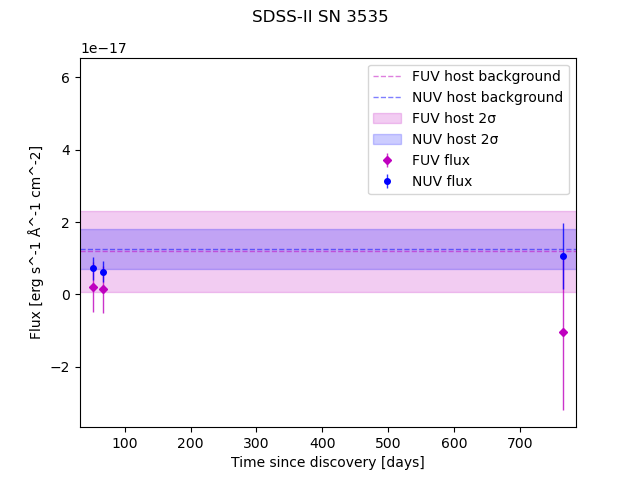 SDSS-II SN 3535
1e−17
FUV host background
NUV host background
FUV host 2σ
NUV host 2σ
FUV flux
NUV flux
6
4
2
0
−2
Flux [erg s^-1 Å^-1 cm^-2]
100 200 300 400 500 600 700
Time since discovery [days]